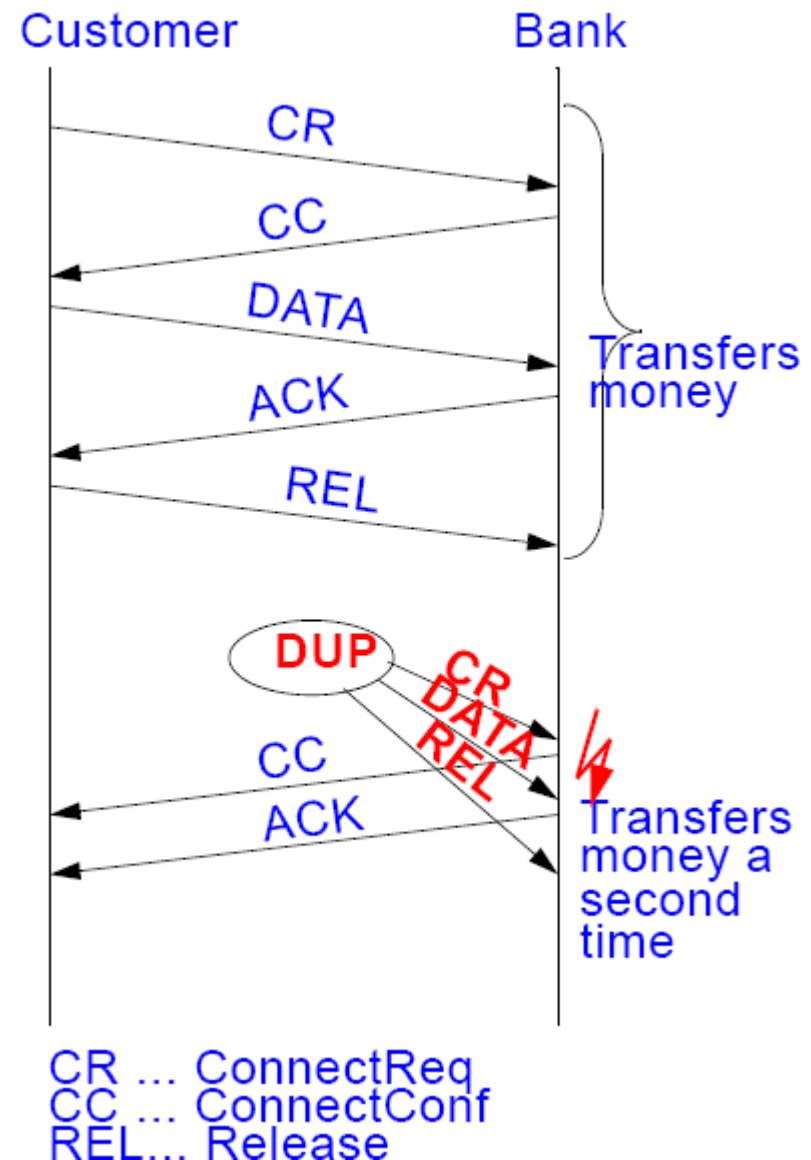 Customer
Bank
CR
CC
DATA
Transfers
money
ACK
REL
DUP
CR
DATA
REL
CC
ACK
Transfers
money a
second
time
CR ... ConnectReq
CC ... ConnectConf
REL... Release